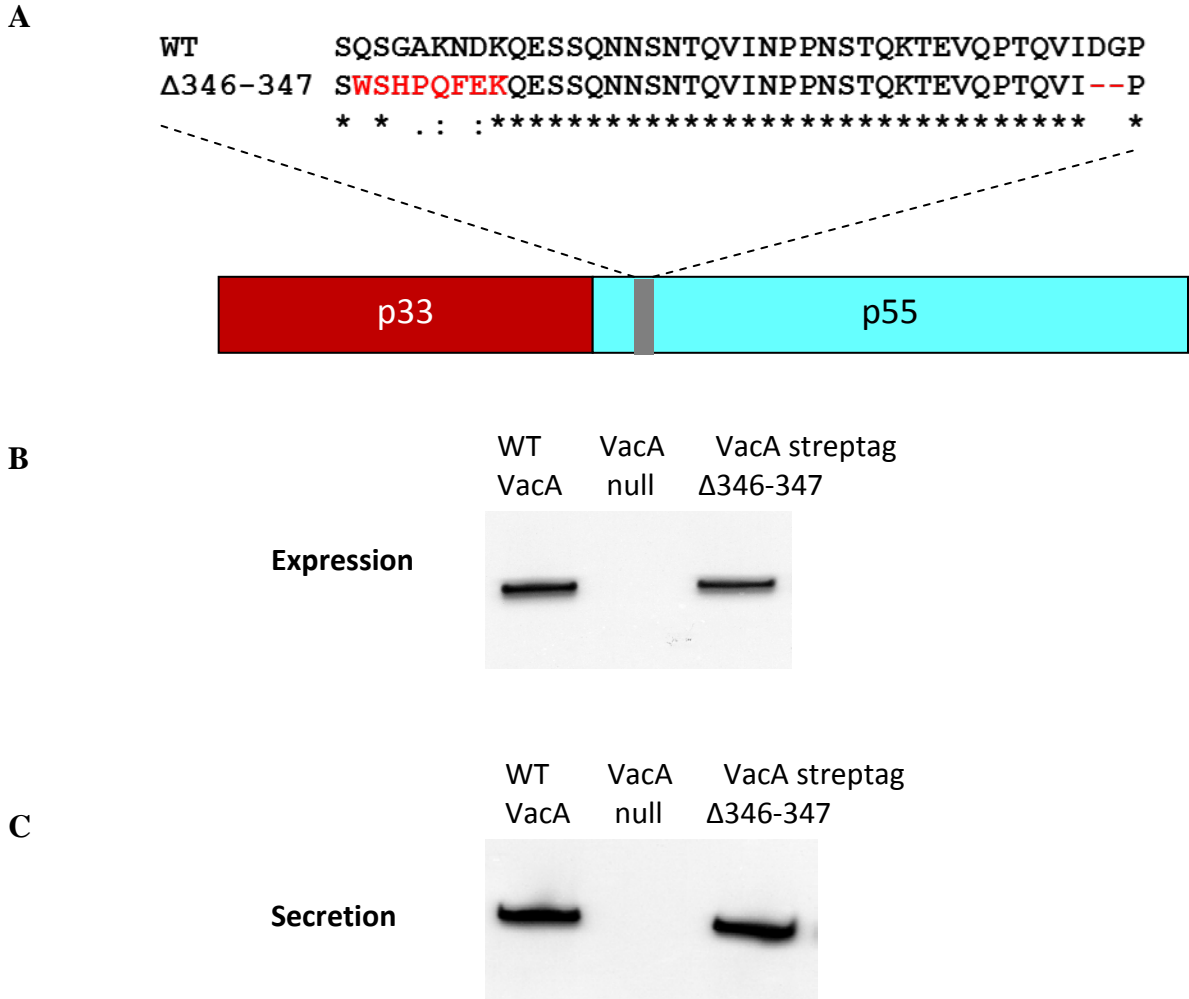 A
WT SQSGAKNDKQESSQNNSNTQVINPPNSTQKTEVQPTQVIDGP
Δ346-347 SWSHPQFEKQESSQNNSNTQVINPPNSTQKTEVQPTQVI--P
* * .: :******************************* *
p33 p55
B
WT VacA VacA streptag
VacA null Δ346-347
Expression
C
WT VacA VacA streptag
VacA null Δ346-347
Secretion